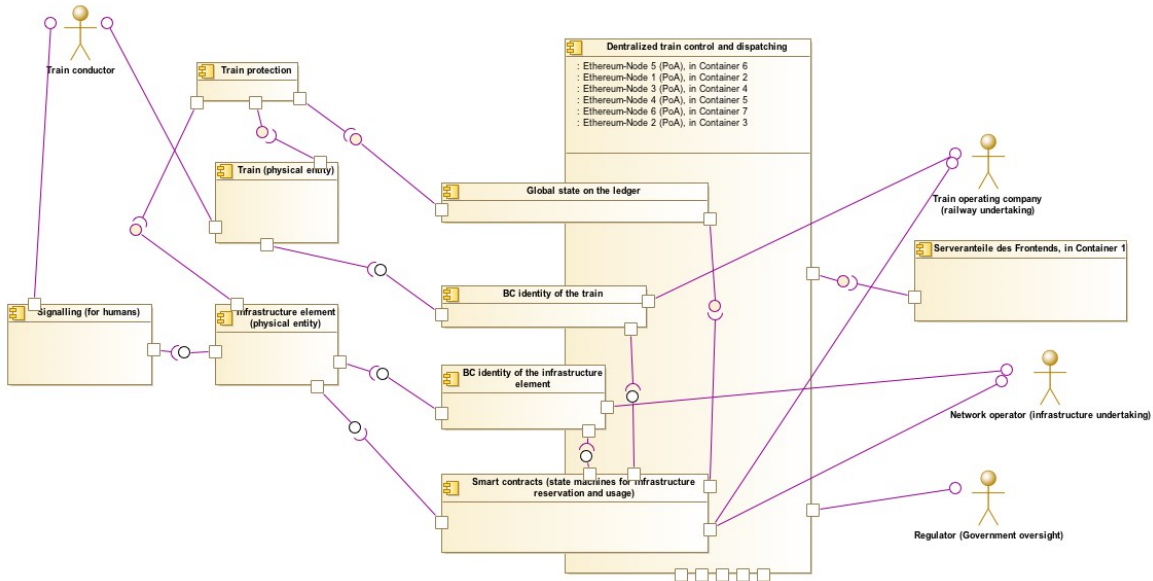 Train conductor
Train protection
Dentralized train control and dispatching
: Ethereum-Node 5 (PoA), in Container 6
: Ethereum-Node 1 (PoA), in Container 2
: Ethereum-Node 3 (PoA), in Container 4
: Ethereum-Node 4 (PoA), in Container 5
: Ethereum-Node 6 (PoA), in Container 7
: Ethereum-Node 2 (PoA), in Container 3
Train (physical entity)
Global state on the ledger
Train operating company
(railway undertaking)
Serveranteile des Frontends, in Container 1
BC identity of the train
Signalling (for humans)
Infrastructure element
(physical entity)
BC identity of the infrastructure
element
Network operator (infrastructure undertaking)
Smart contracts (state machines for infrastructure
reservation and usage)
Regulator (Government oversight)